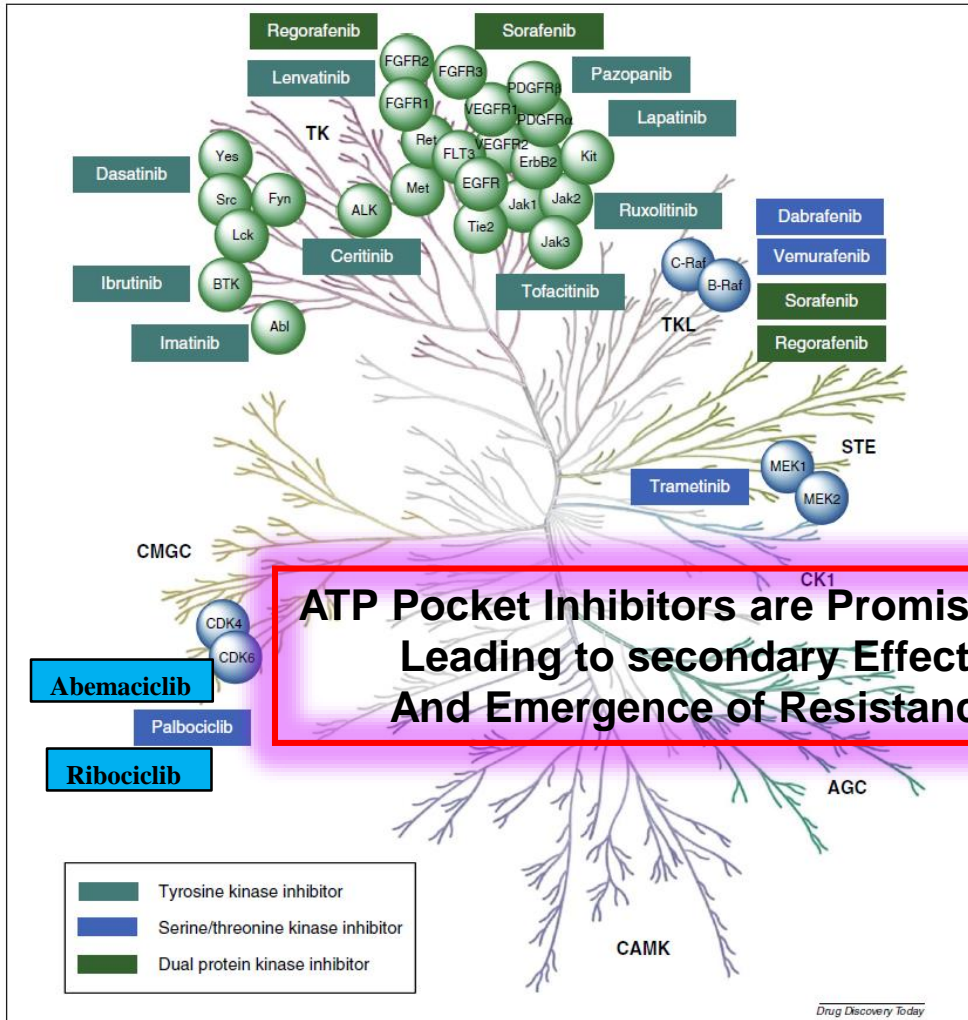 Regorafenib
Sorafenib
Lenvatinib
Pazopanib
Lapatinib
FGFR2
FGFR3
PDGFRβ
FGFR1
VEGFR1
PDGFRα
TK
Ret
FLT3
VEGFR2
ErbB2
Kit
Yes
Dasatinib
Src
Fyn
Lck
ALK
Met
EGFR
Jak1
Jak2
Tie2
Jak3
Ruxolitinib
Ceritinib
Tofacitinib
Ibrutinib
BTK
Imatinib
Abl
Dabrafenib
C-Raf
B-Raf
Vemurafenib
Sorafenib
TKL
Regorafenib
STE
MEK1
MEK2
Trametinib
CMGC
CK1
ATP Pocket Inhibitors are Promis
Leading to secondary Effect
And Emergence of Resistanc
CDK4
CDK6
Abemaciclib
Palbociclib
Ribociclib
AGC
CAMK
Tyrosine kinase inhibitor
Serine/threonine kinase inhibitor
Dual protein kinase inhibitor
Drug Discovery Today